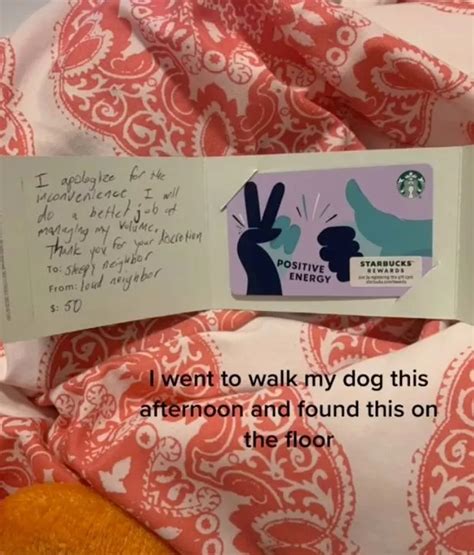 I apologize for the
inconvenience. I will
do a better job at
managing my volume.
Thank you for your discretion
To: sleepy neighbor
From: loud neighbor
$: 50
POSITIVE
ENERGY
STARBUCKS
REWARDS
I went to walk my dog this
afternoon and found this on
the floor